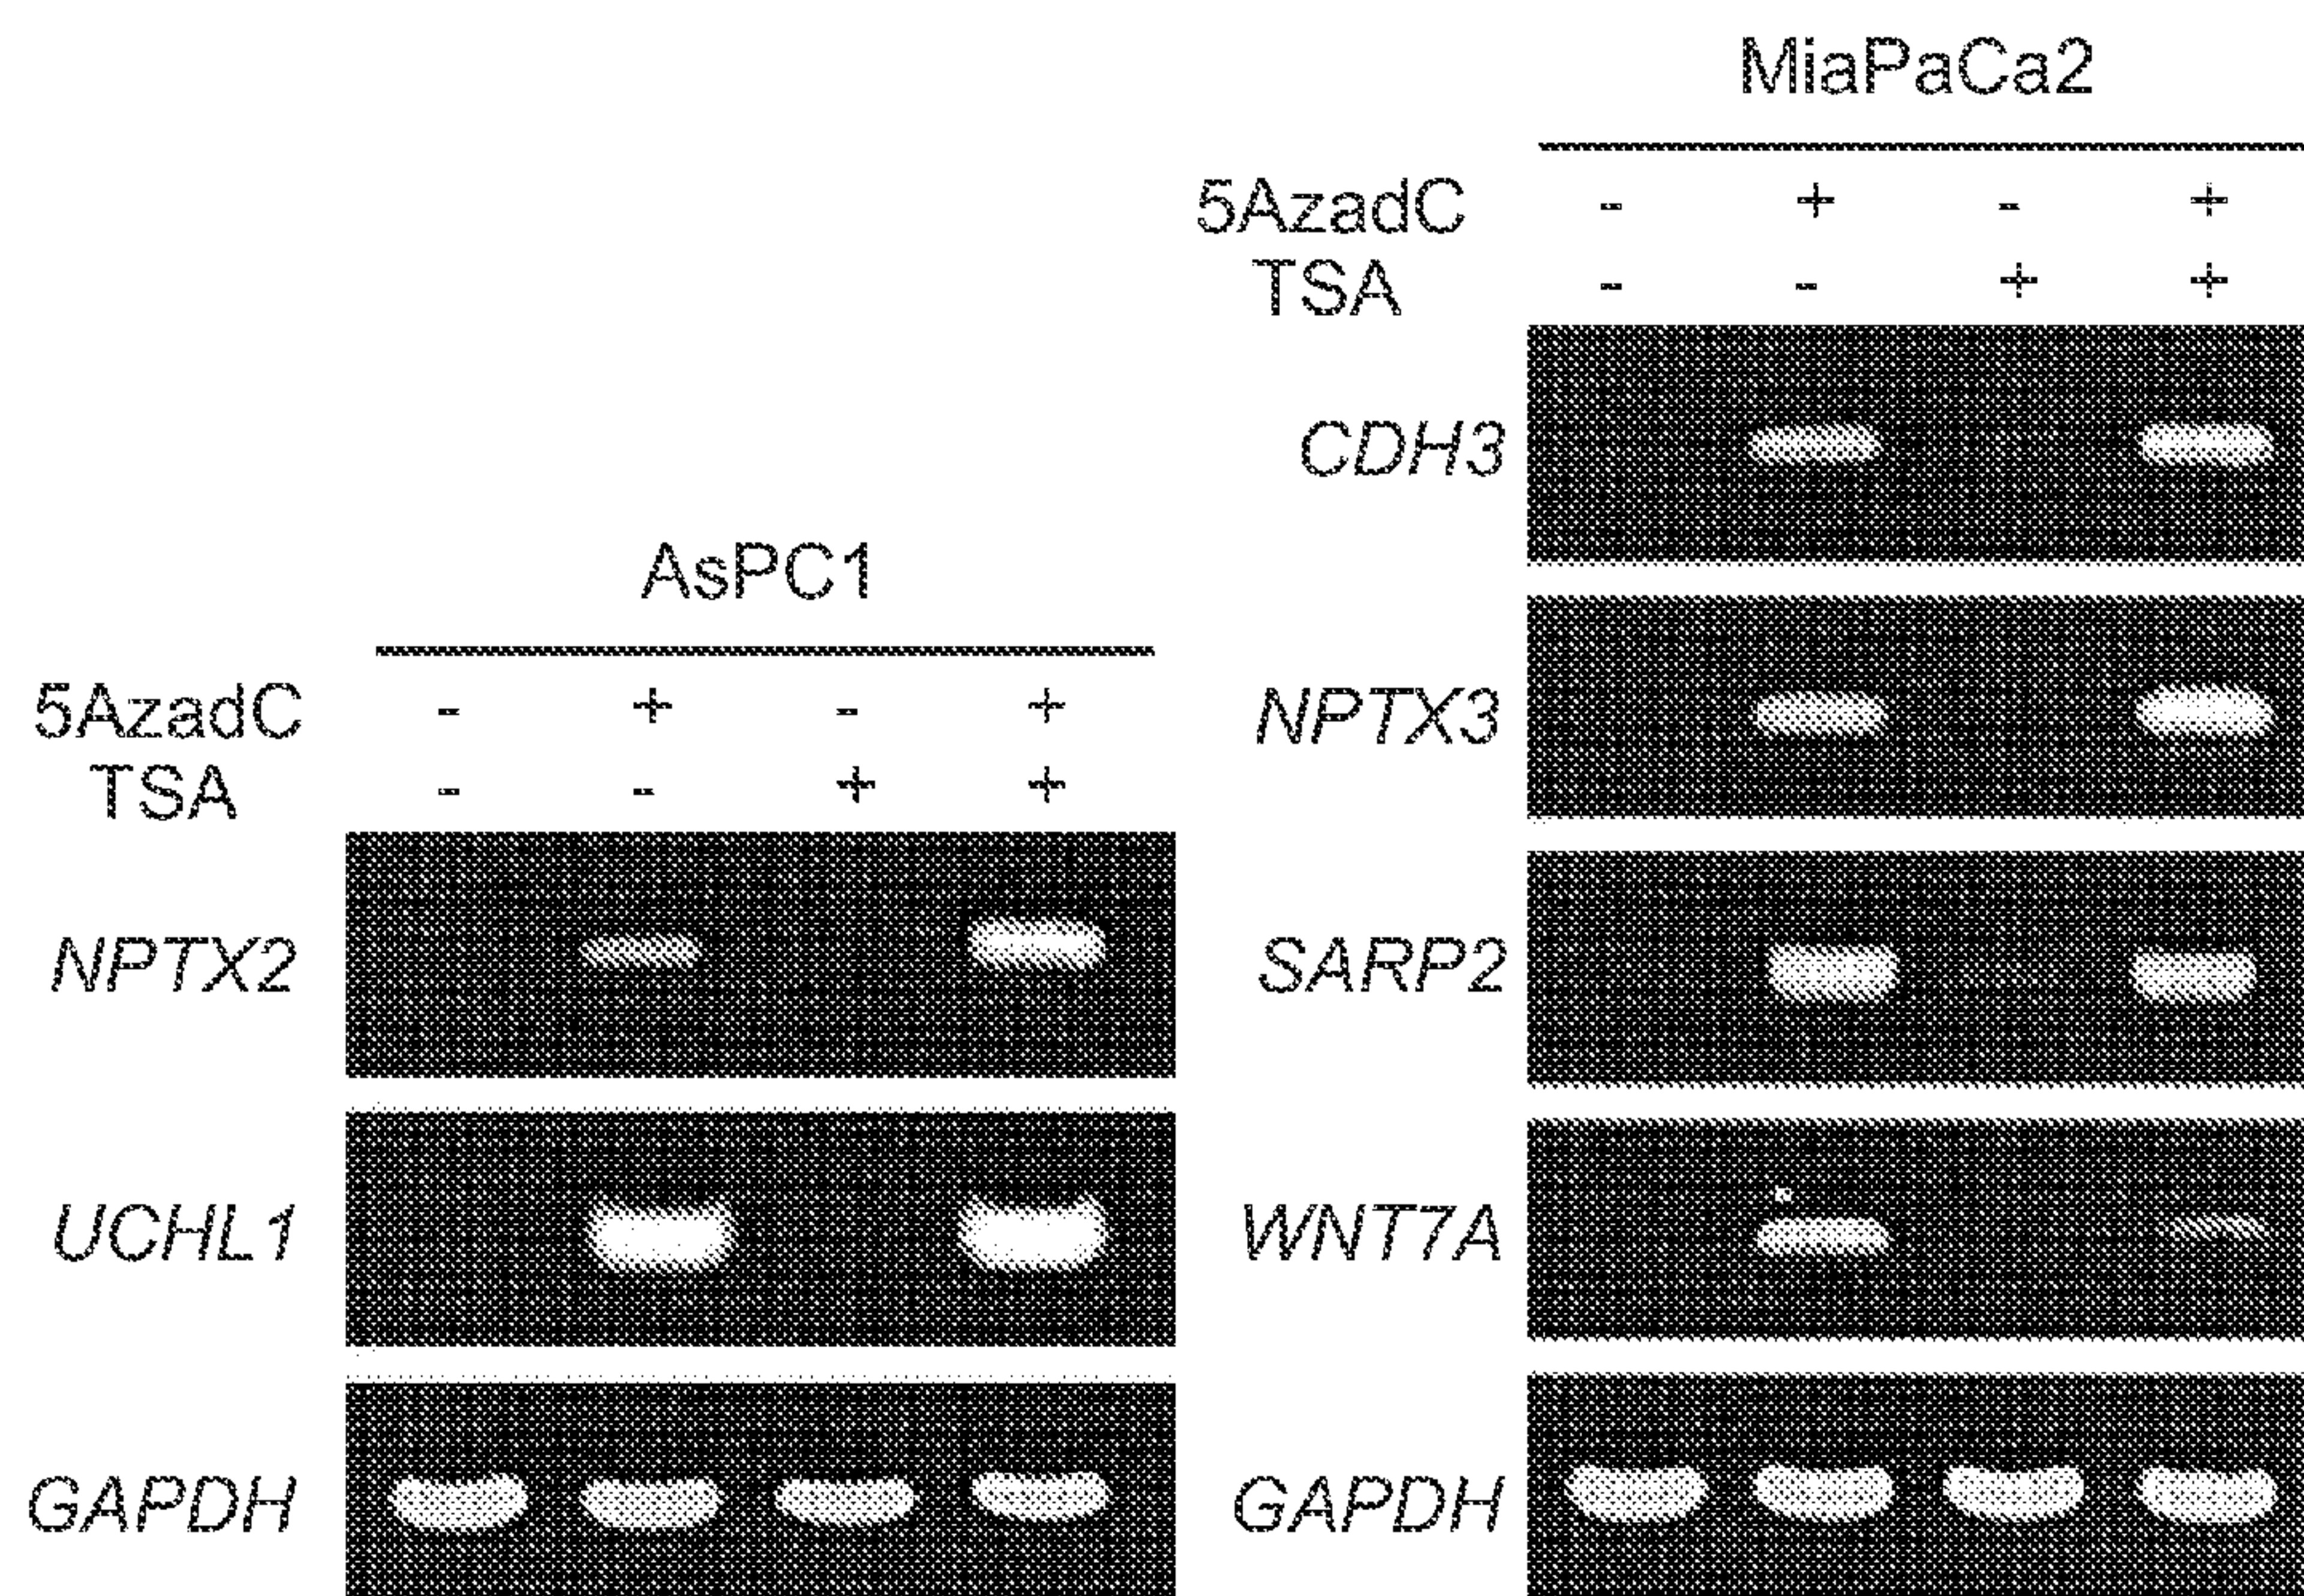 MiaPaCa2
5AzadC - + - +
TSA - - + +
CDH3
NPTX3
SARP2
WNT7A
GAPDH
AsPC1
5AzadC - + - +
TSA - - + +
NPTX2
UCHL1
GAPDH